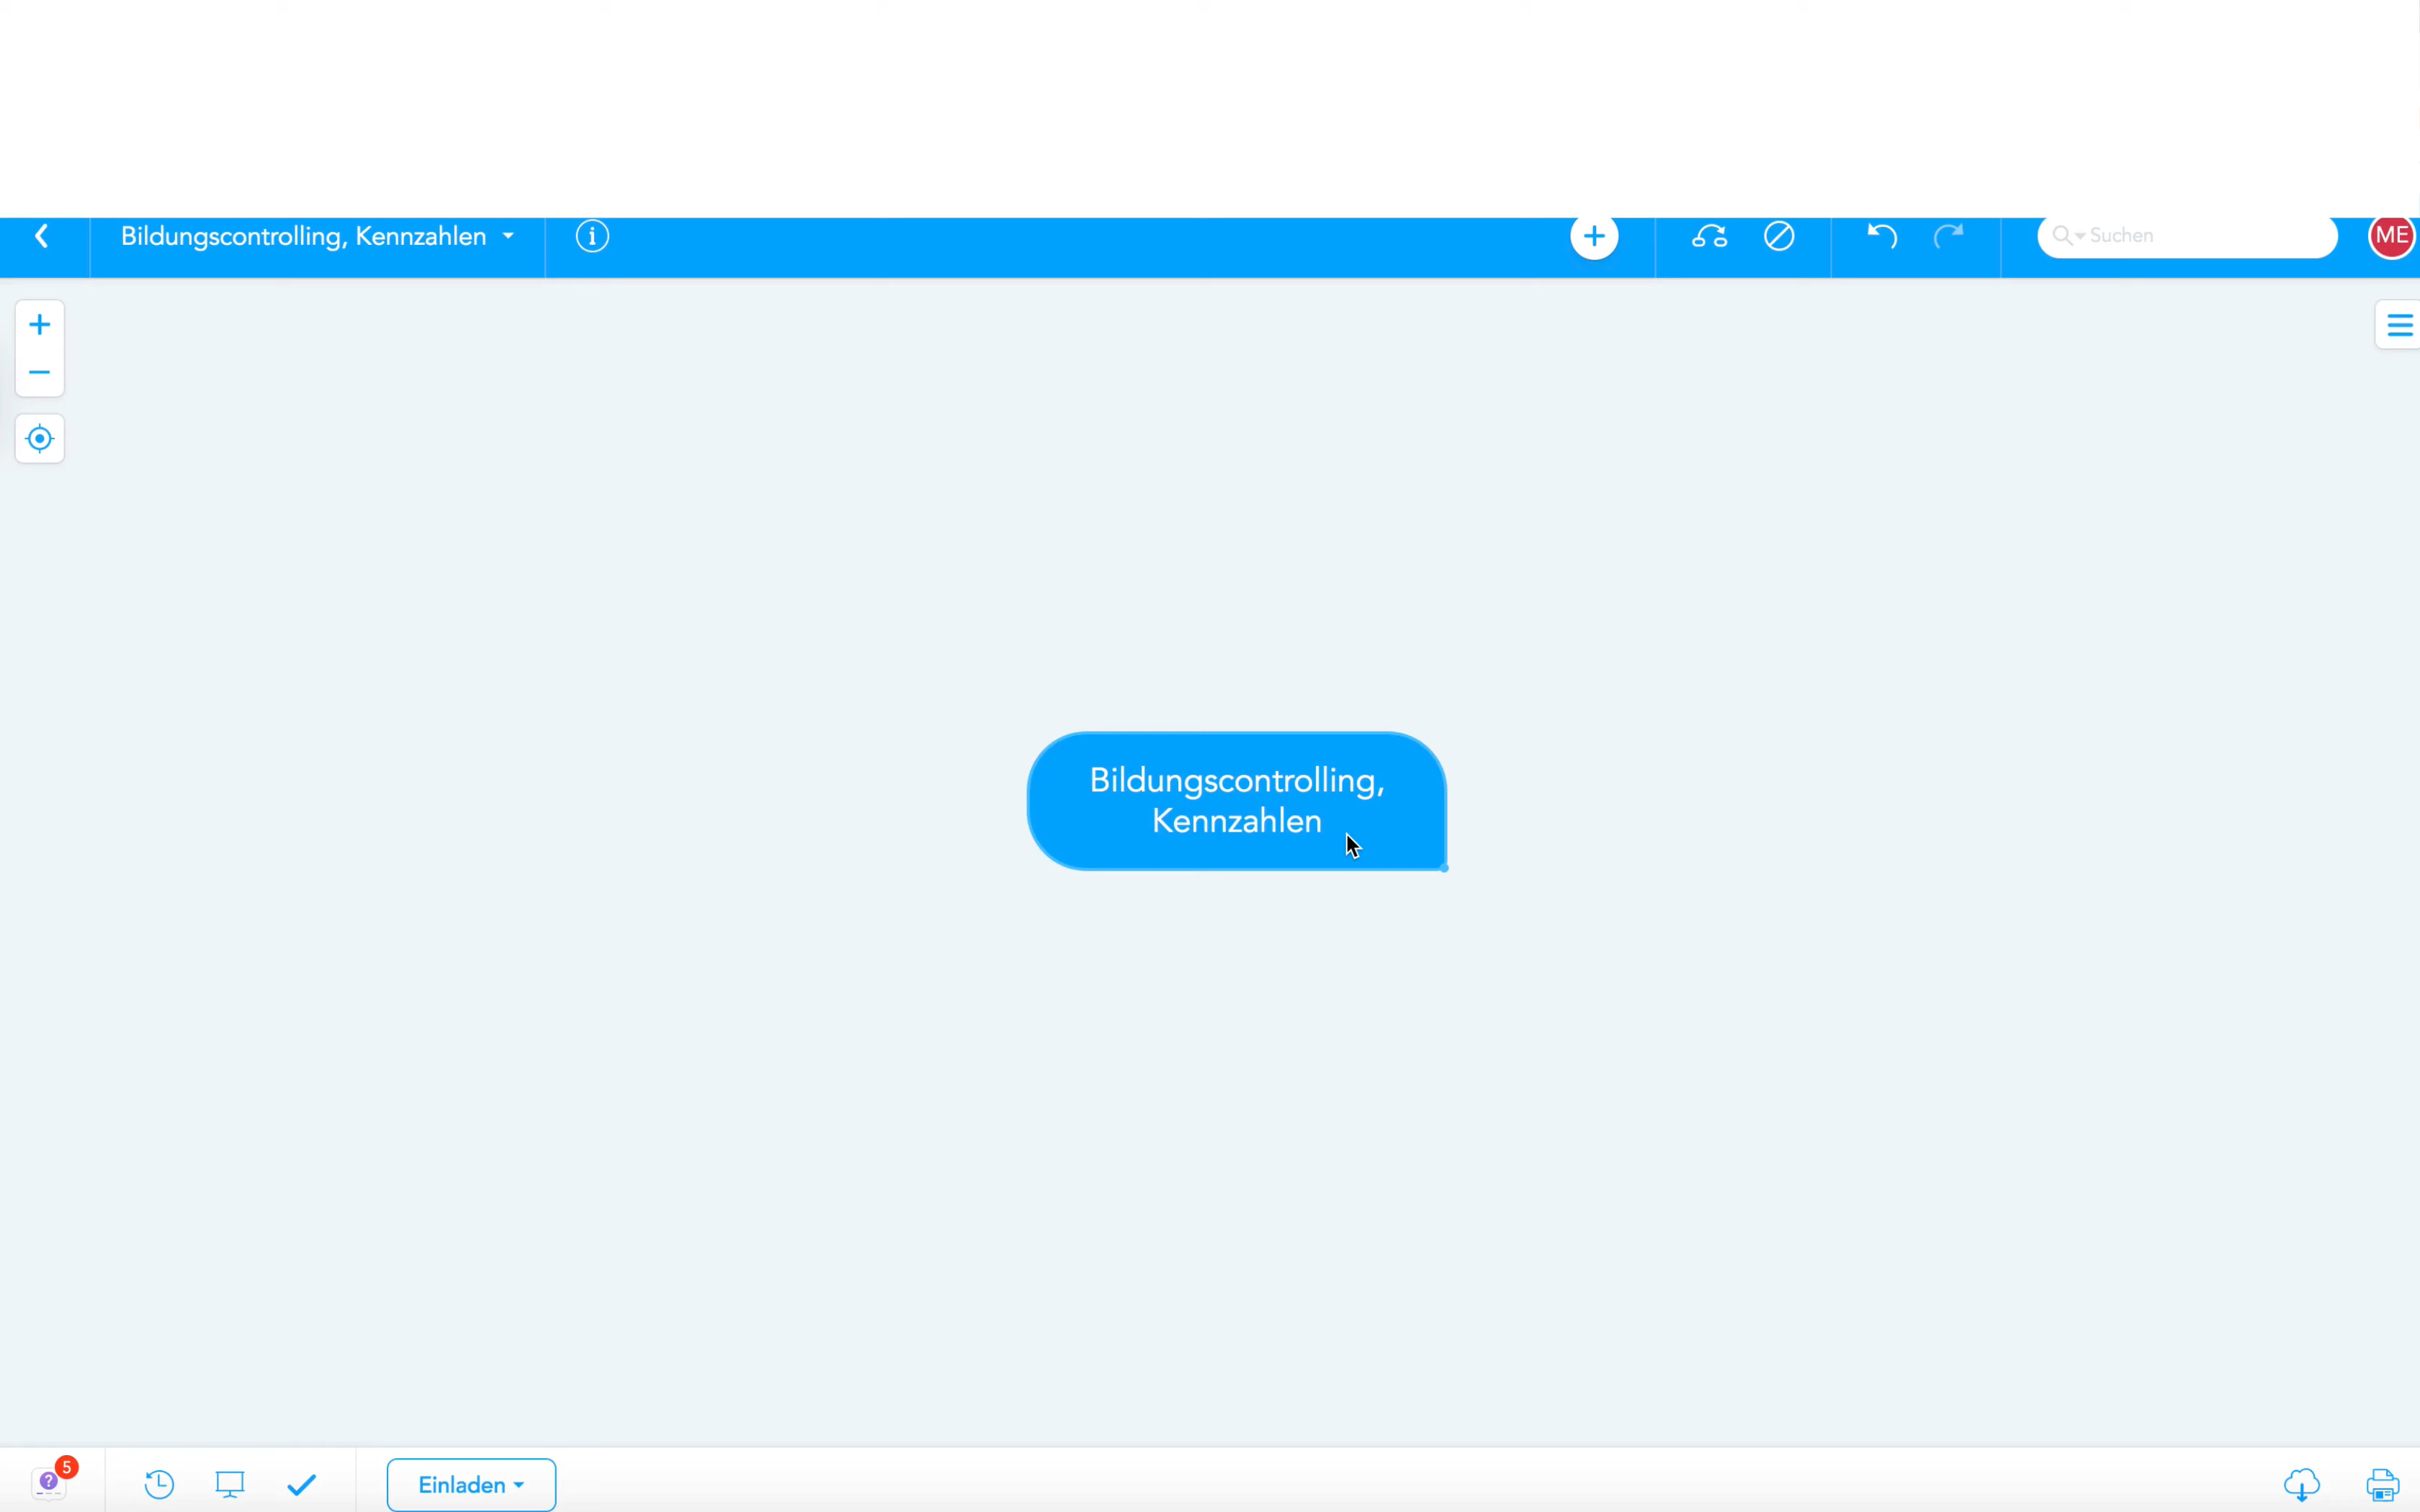 Bildungscontrolling, Kennzahlen
Suchen
ME
Bildungscontrolling,
Kennzahlen
5
Einladen